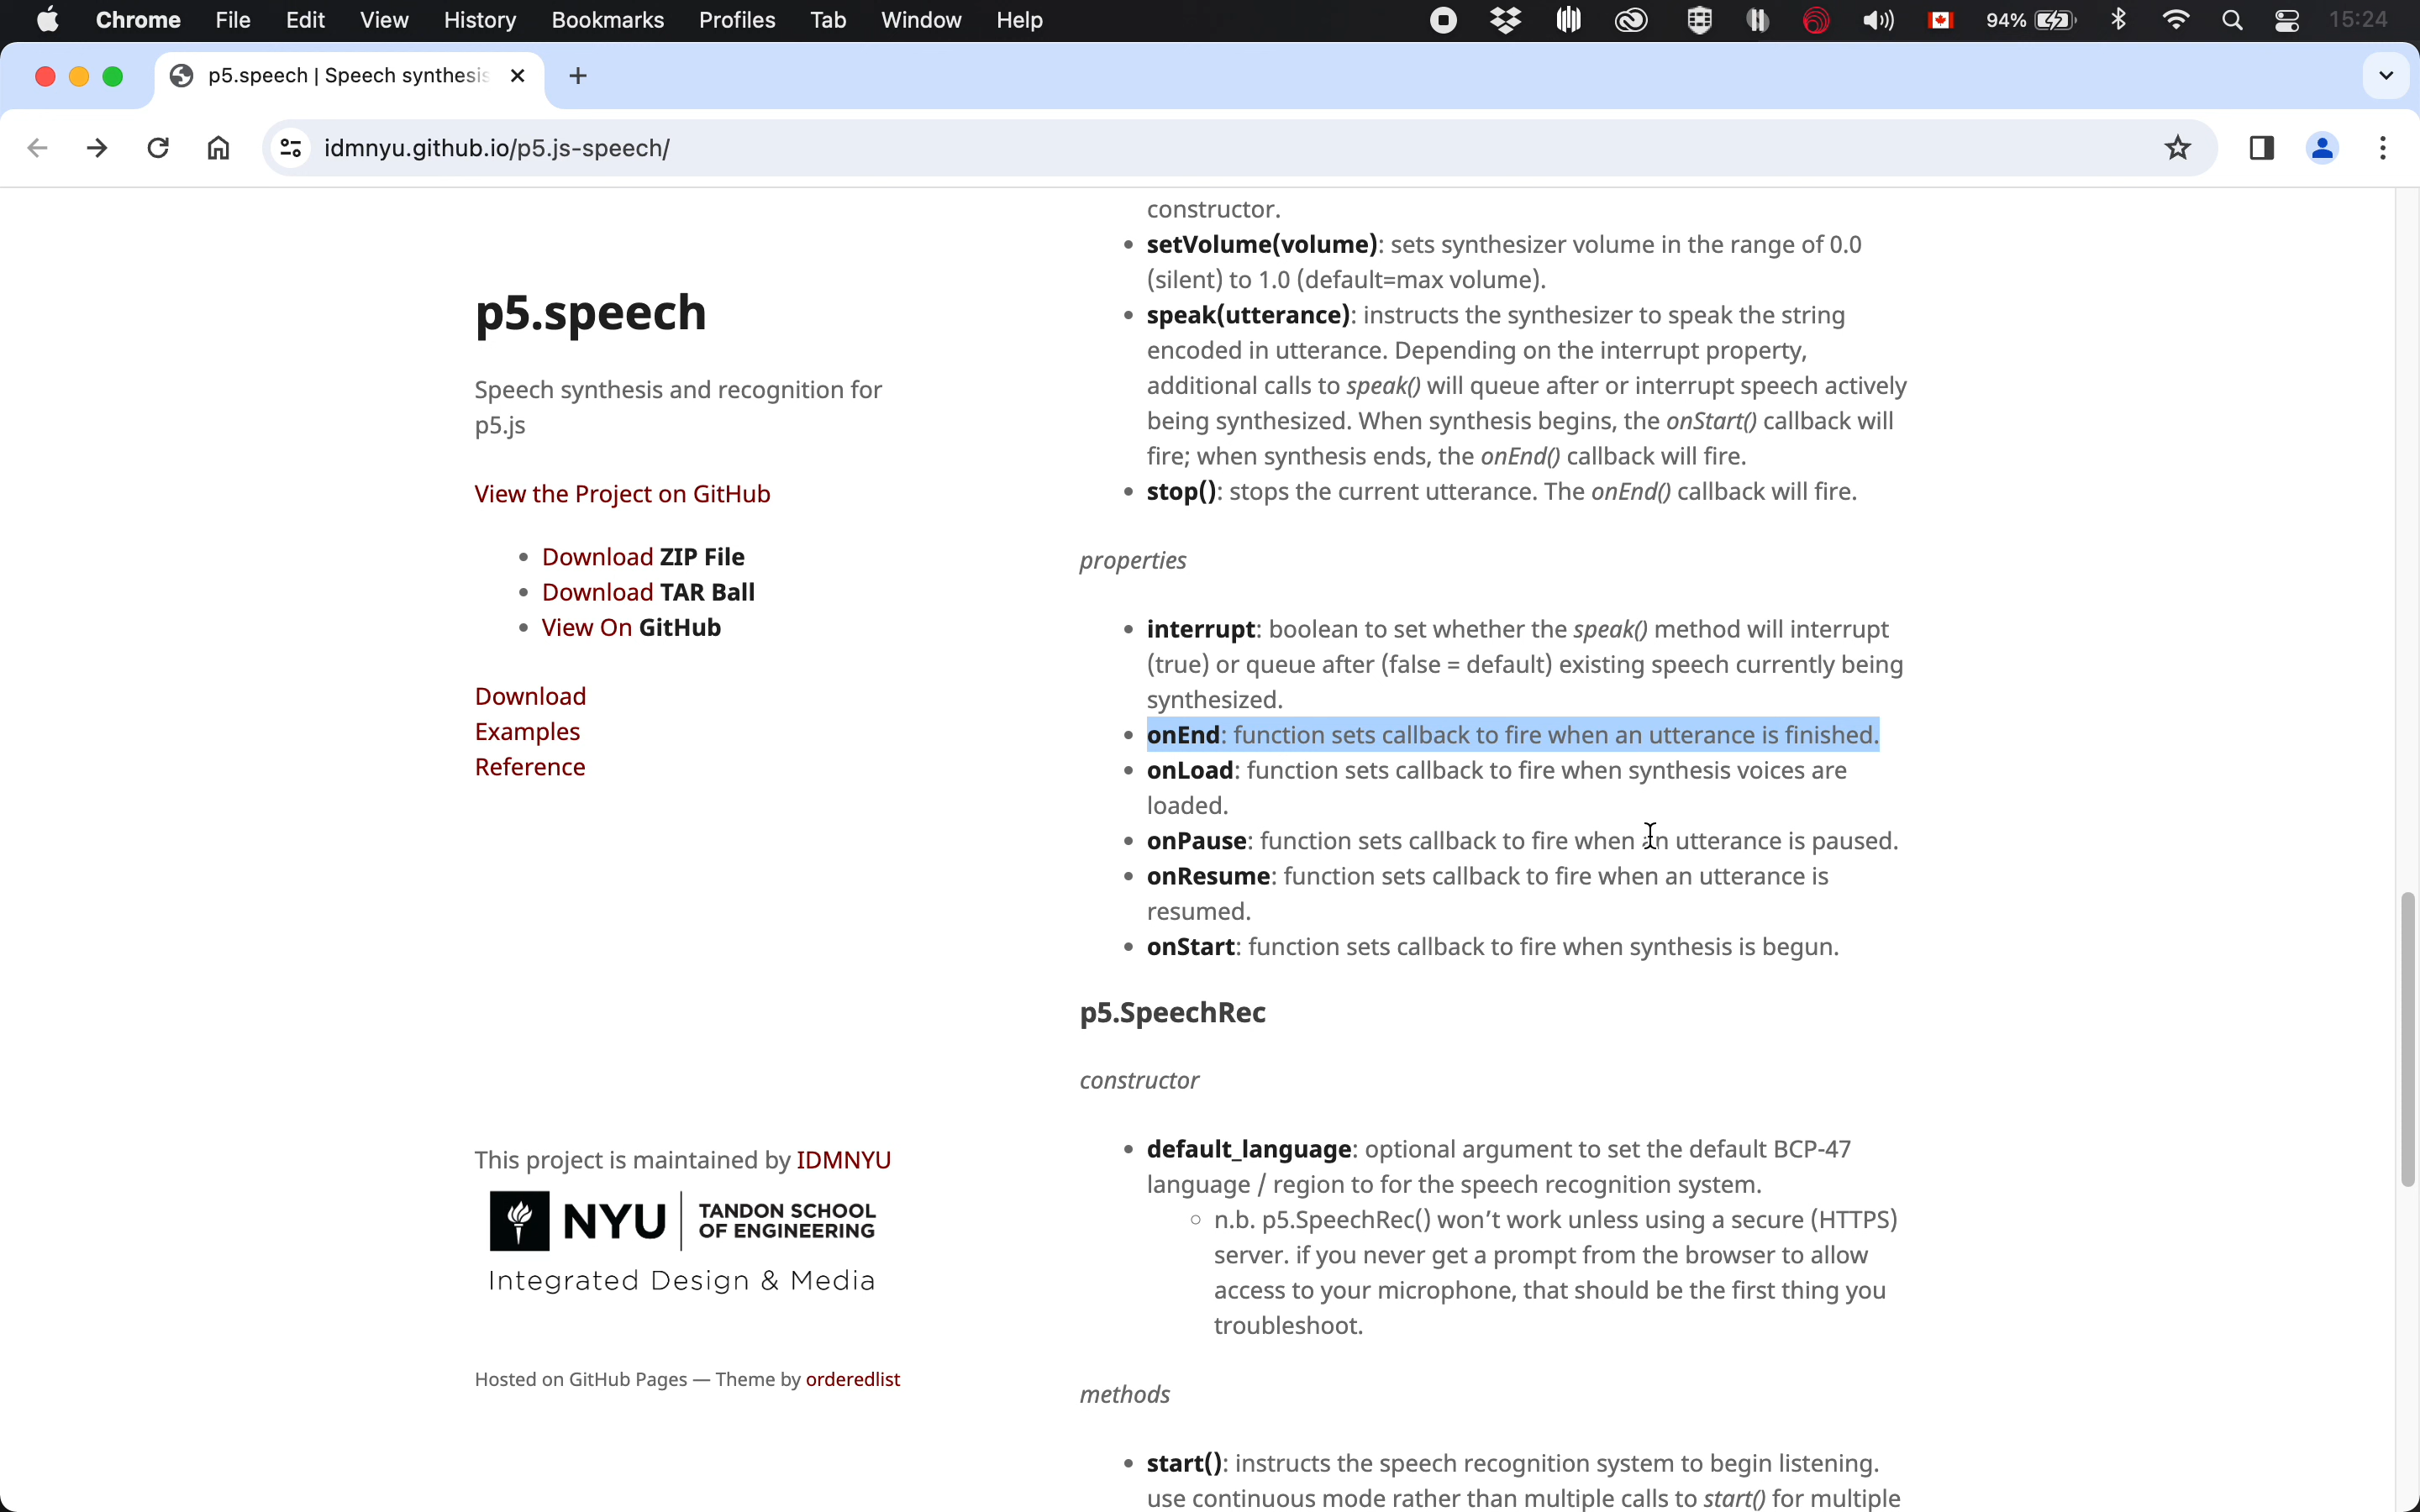 Chrome File Edit View History Bookmarks Profiles Tab Window Help 94% 15:24
p5.speech | Speech synthesis
idmnyu.github.io/p5.js-speech/
p5.speech
Speech synthesis and recognition for
p5.js
View the Project on GitHub
Download ZIP File
Download TAR Ball
View On GitHub
Download
Examples
Reference
This project is maintained by IDMNYU
NYU TANDON SCHOOL
OF ENGINEERING
Integrated Design & Media
Hosted on GitHub Pages — Theme by orderedlist
constructor.
setVolume(volume): sets synthesizer volume in the range of 0.0
(silent) to 1.0 (default=max volume).
speak(utterance): instructs the synthesizer to speak the string
encoded in utterance. Depending on the interrupt property,
additional calls to speak() will queue after or interrupt speech actively
being synthesized. When synthesis begins, the onStart() callback will
fire; when synthesis ends, the onEnd() callback will fire.
stop(): stops the current utterance. The onEnd() callback will fire.
properties
interrupt: boolean to set whether the speak() method will interrupt
(true) or queue after (false = default) existing speech currently being
synthesized.
onEnd: function sets callback to fire when an utterance is finished.
onLoad: function sets callback to fire when synthesis voices are
loaded.
onPause: function sets callback to fire when an utterance is paused.
onResume: function sets callback to fire when an utterance is
resumed.
onStart: function sets callback to fire when synthesis is begun.
p5.SpeechRec
constructor
default_language: optional argument to set the default BCP-47
language / region to for the speech recognition system.
n.b. p5.SpeechRec() won’t work unless using a secure (HTTPS)
server. if you never get a prompt from the browser to allow
access to your microphone, that should be the first thing you
troubleshoot.
methods
start(): instructs the speech recognition system to begin listening.
use continuous mode rather than multiple calls to start() for multiple